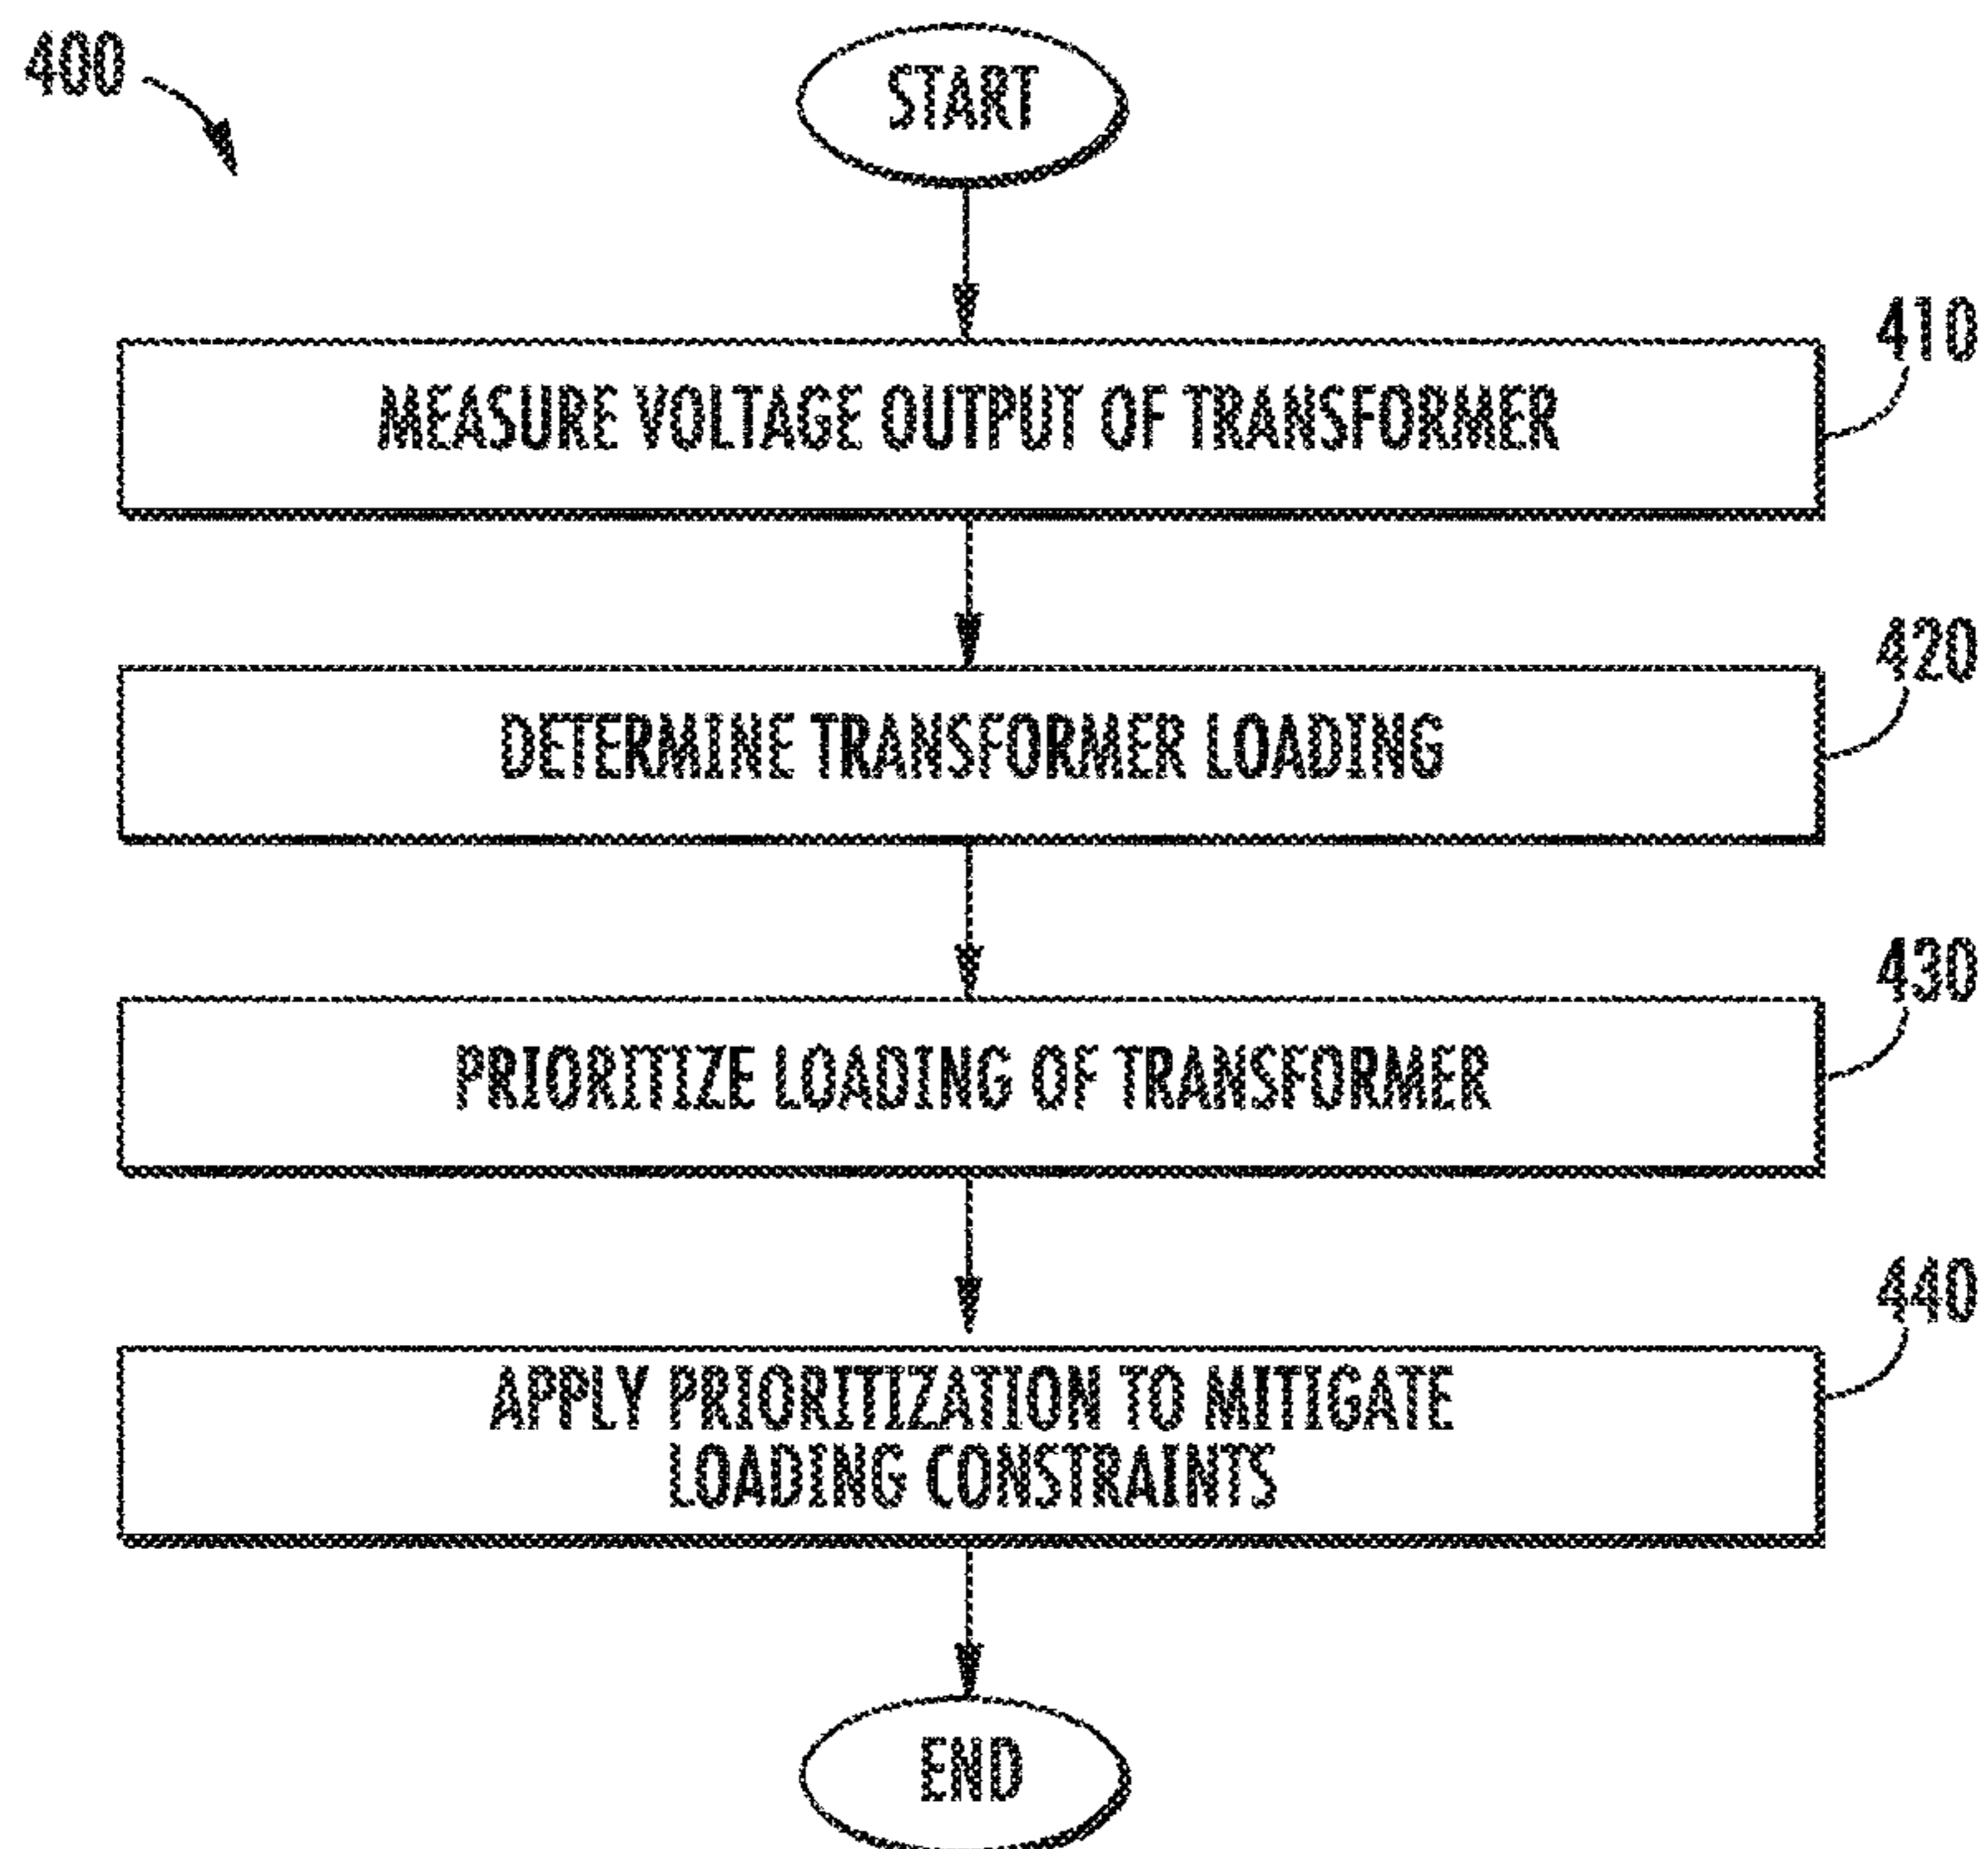 400
START
410
MEASURE VOLTAGE OUTPUT OF TRANSFORMER
420
DETERMINE TRANSFORMER LOADING
430
PRIORITIZE LOADING OF TRANSFORMER
440
APPLY PRIORITIZATION TO MITIGATE
LOADING CONSTRAINTS
END